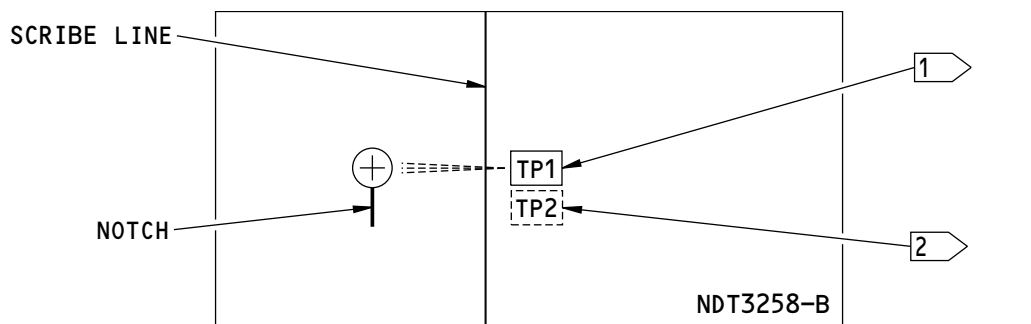 SCRIBE LINE
1
TP1
TP2
NOTCH
2
NDT3258-B